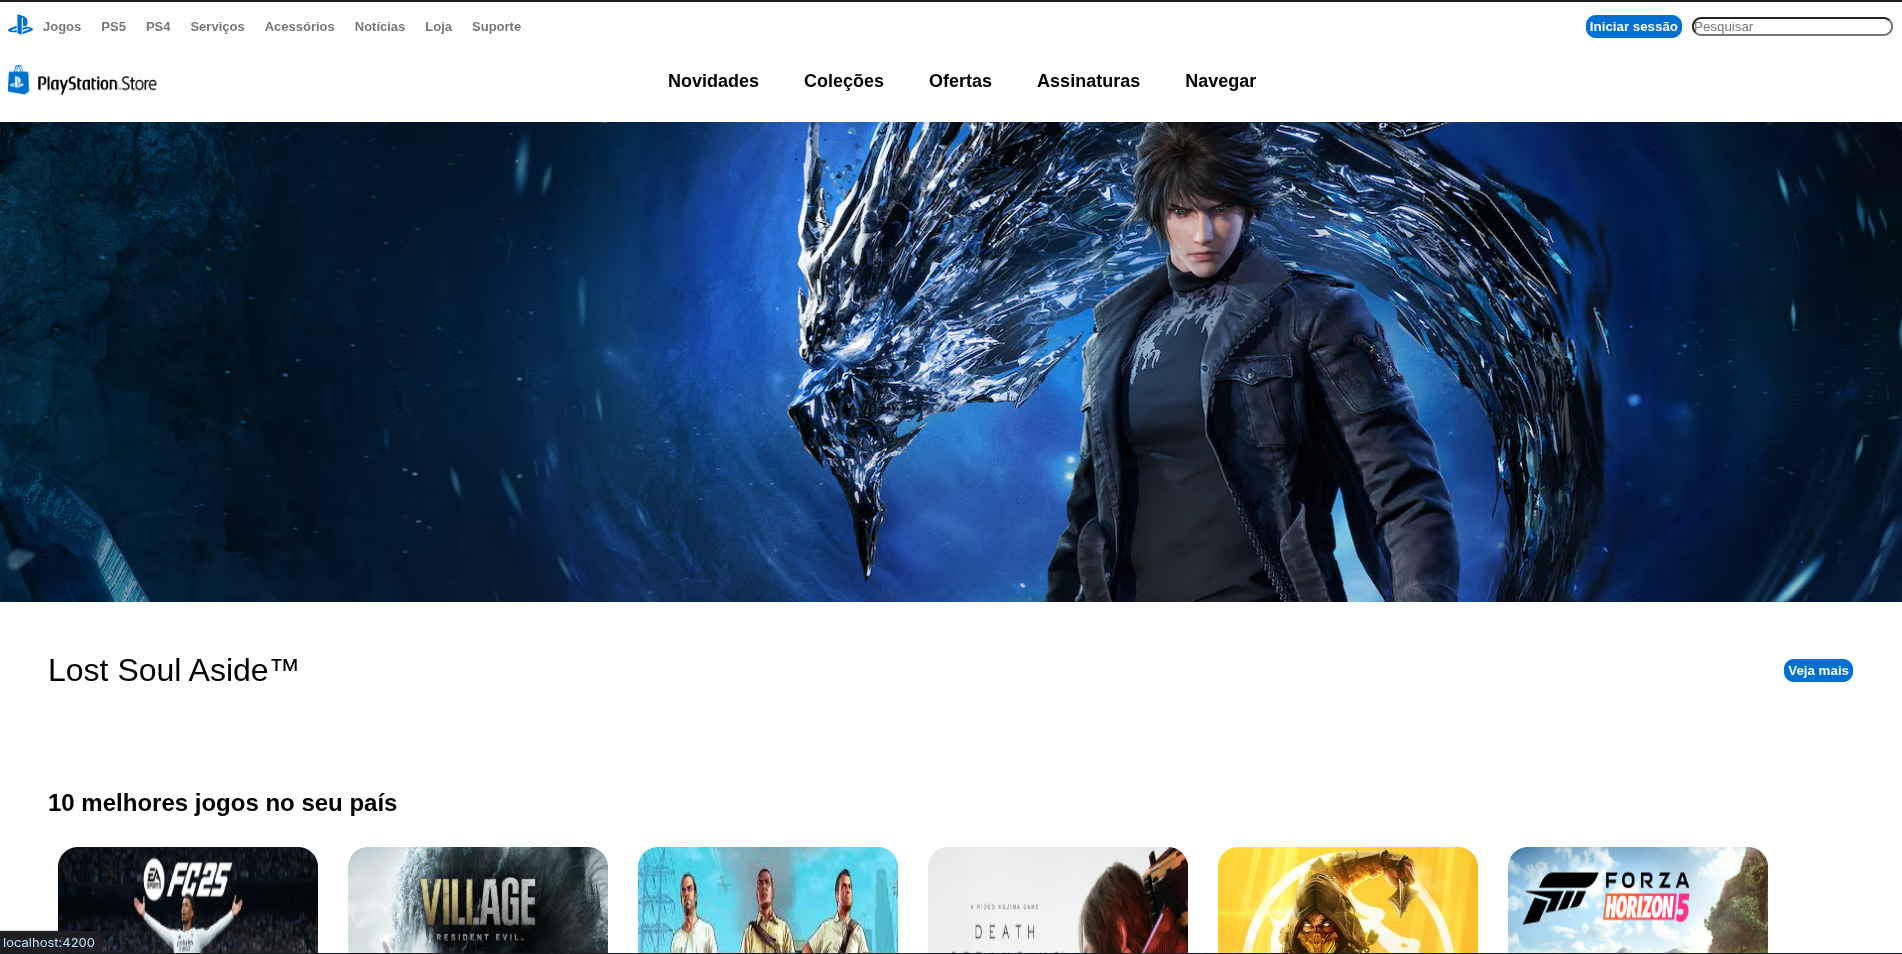 Jogos PS5 PS4 Serviços Acessórios Notícias Loja Suporte Iniciar sessão Pesquisar
PlayStation.Store Novidades Coleções Ofertas Assinaturas Navegar
Lost Soul Aside™ Veja mais
10 melhores jogos no seu país
EA SPORTS FC25
VILLAGE
RESIDENT EVIL.
A HIDEO KOJIMA GAME
DEATH
FORZA
HORIZON 5
localhost:4200